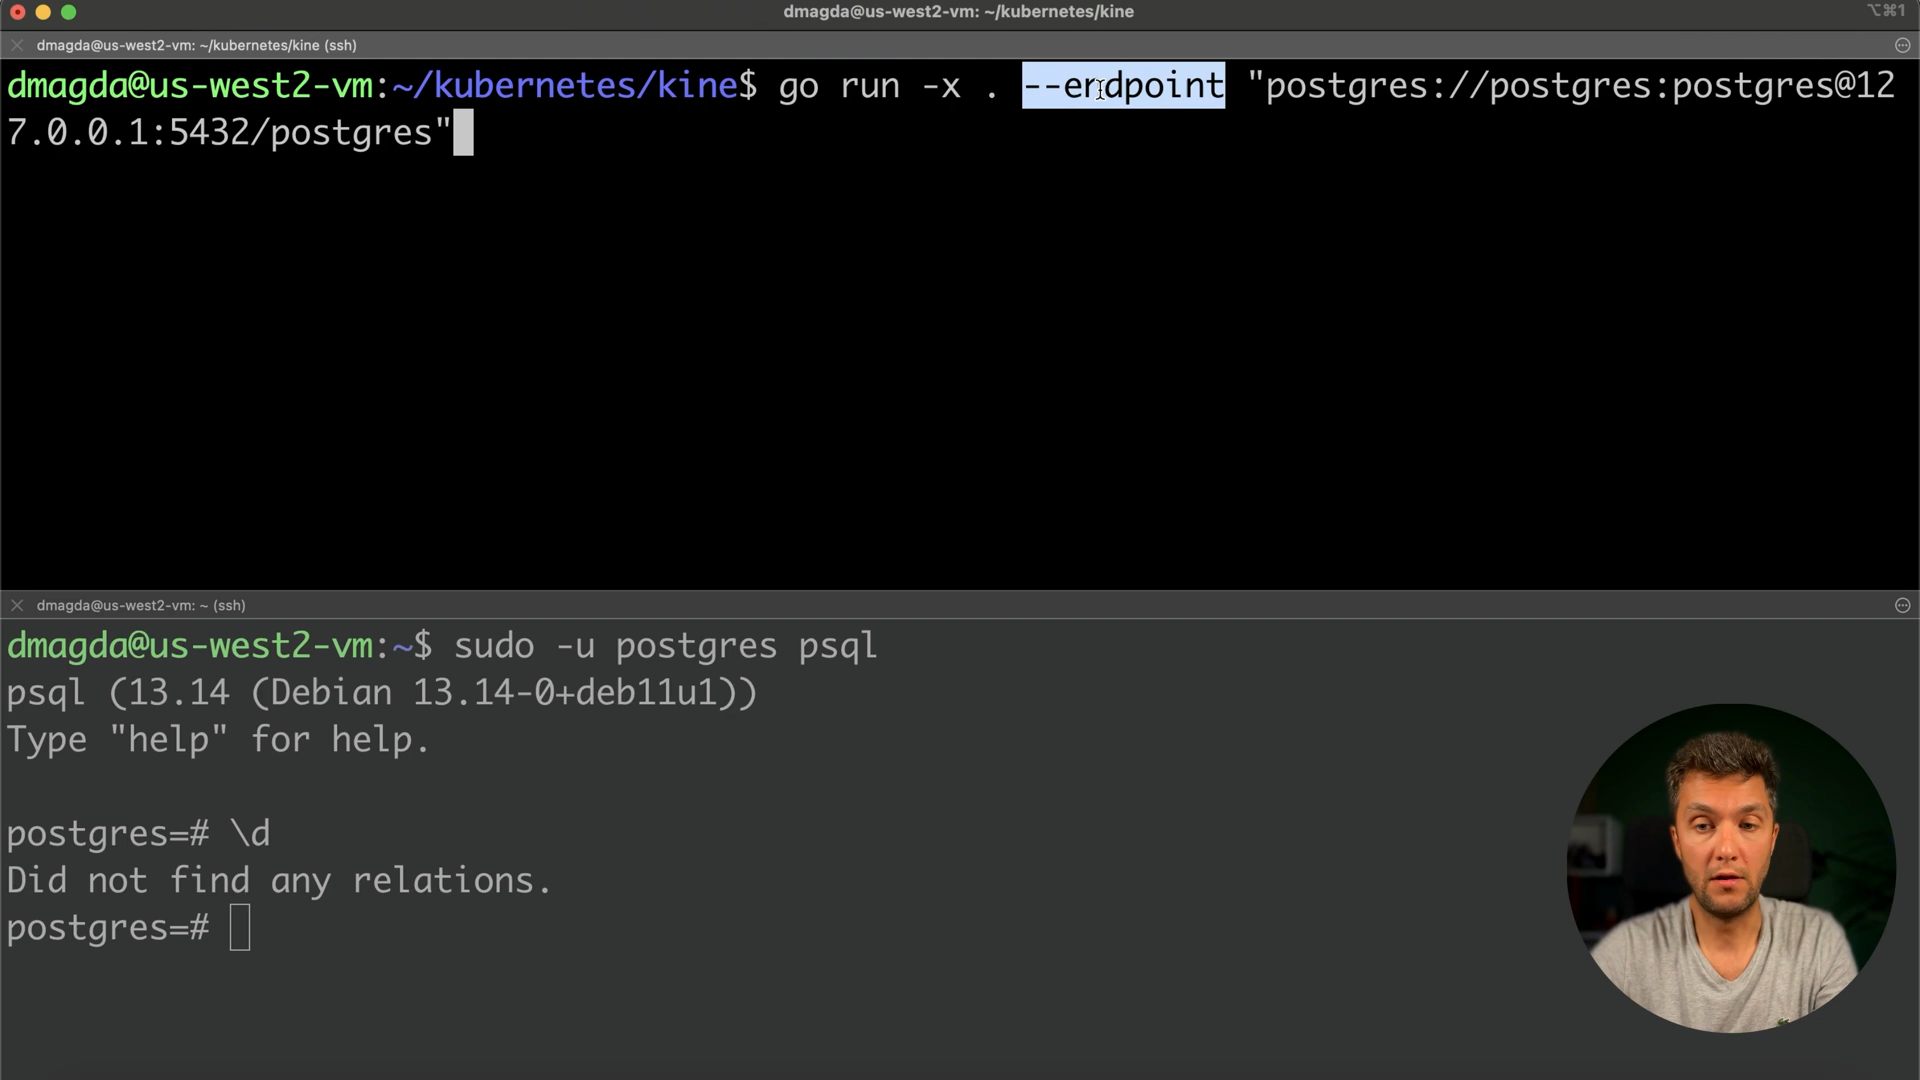 dmagda@us-west2-vm: ~/kubernetes/kine
⌥⌘1
dmagda@us-west2-vm: ~/kubernetes/kine (ssh)
dmagda@us-west2-vm:~/kubernetes/kine$ go run -x . --endpoint "postgres://postgres:postgres@12
7.0.0.1:5432/postgres"
dmagda@us-west2-vm: ~ (ssh)
dmagda@us-west2-vm:~$ sudo -u postgres psql
psql (13.14 (Debian 13.14-0+deb11u1))
Type "help" for help.
postgres=# \d
Did not find any relations.
postgres=#